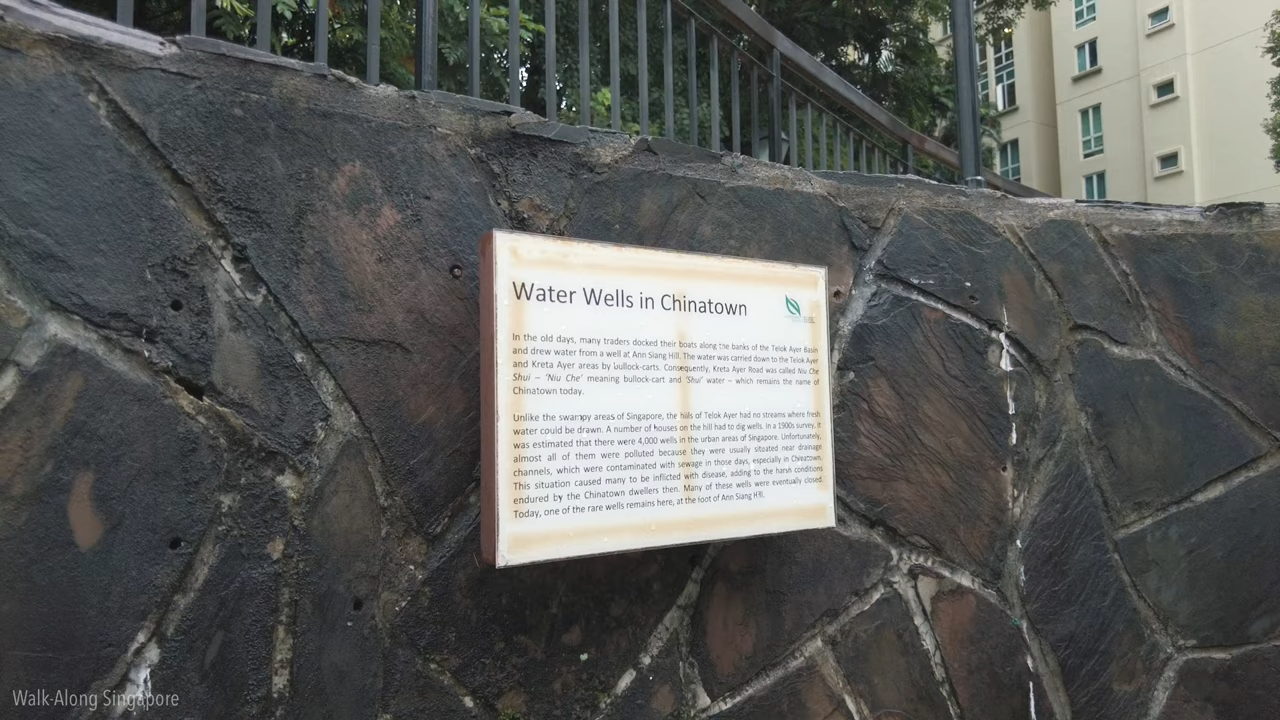 Water Wells in Chinatown
In the old days, many traders docked their boats along the banks of the Telok Ayer Basin
and drew water from a well at Ann Siang Hill. The water was carried down to the Telok Ayer
and Kreta Ayer areas by bullock-carts. Consequently, Kreta Ayer Road was called Niu Che
Shui – ‘Niu Che’ meaning bullock-cart and ‘Shui’ water – which remains the name of
Chinatown today.
Unlike the swampy areas of Singapore, the hills of Telok Ayer had no streams where fresh
water could be drawn. A number of houses on the hill had to dig wells. In a 1900s survey, it
was estimated that there were 4,000 wells in the urban areas of Singapore. Unfortunately,
almost all of them were polluted because they were usually situated near drainage
channels, which were contaminated with sewage in those days, especially in Chinatown.
This situation caused many to be inflicted with disease, adding to the harsh conditions
endured by the Chinatown dwellers then. Many of these wells were eventually closed.
Today, one of the rare wells remains here, at the foot of Ann Siang Hill.
Walk-Along Singapore